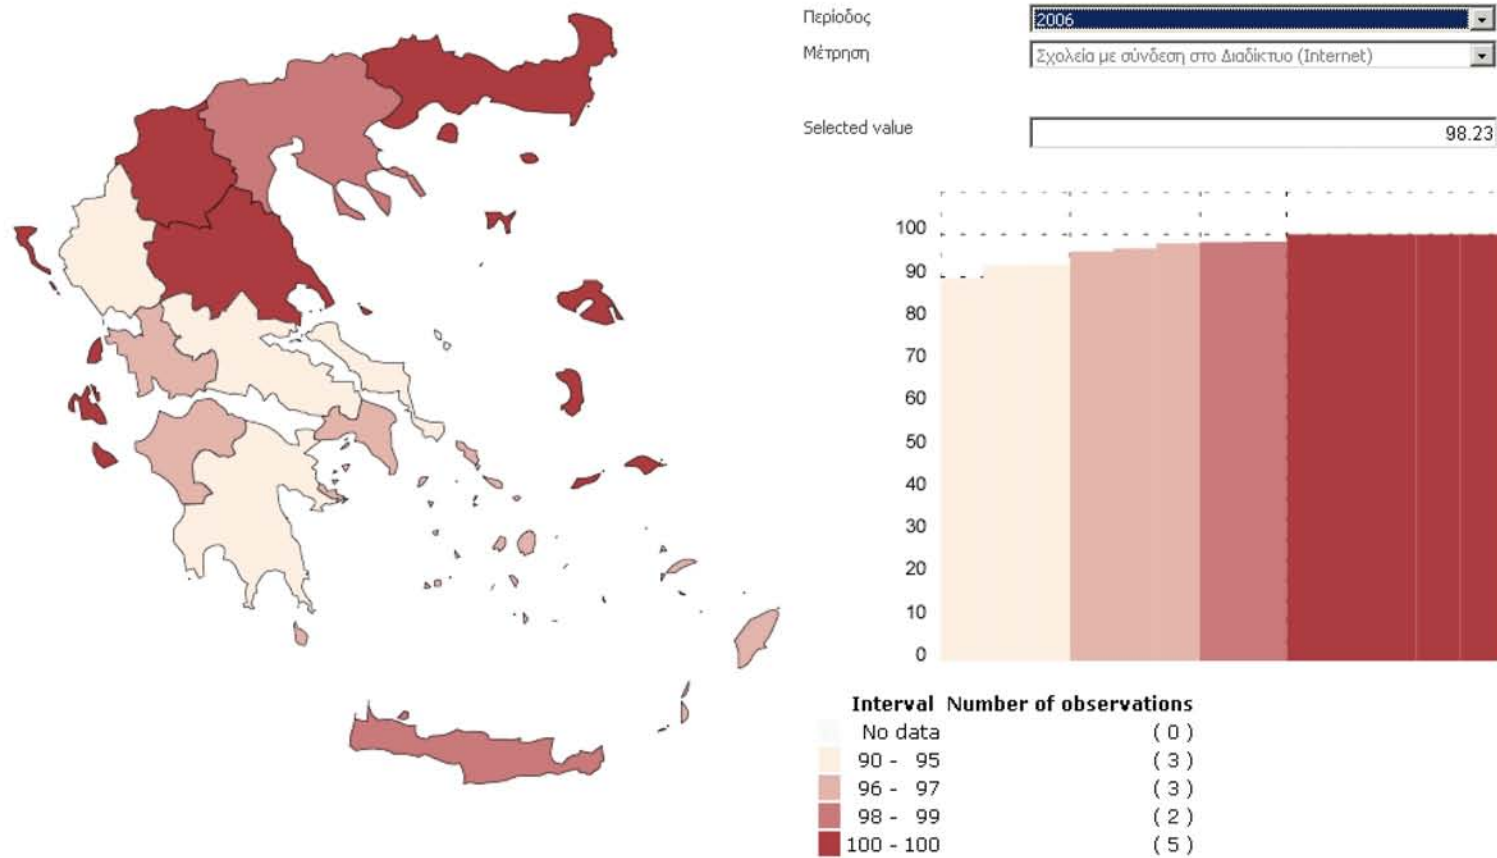 Περίοδος 2006
Μέτρηση Σχολεία με σύνδεση στο Διαδίκτυο (Internet)
Selected value 98.23
100
90
80
70
60
50
40
30
20
10
0
Interval Number of observations
No data ( 0 )
90 - 95 ( 3 )
96 - 97 ( 3 )
98 - 99 ( 2 )
100 - 100 ( 5 )